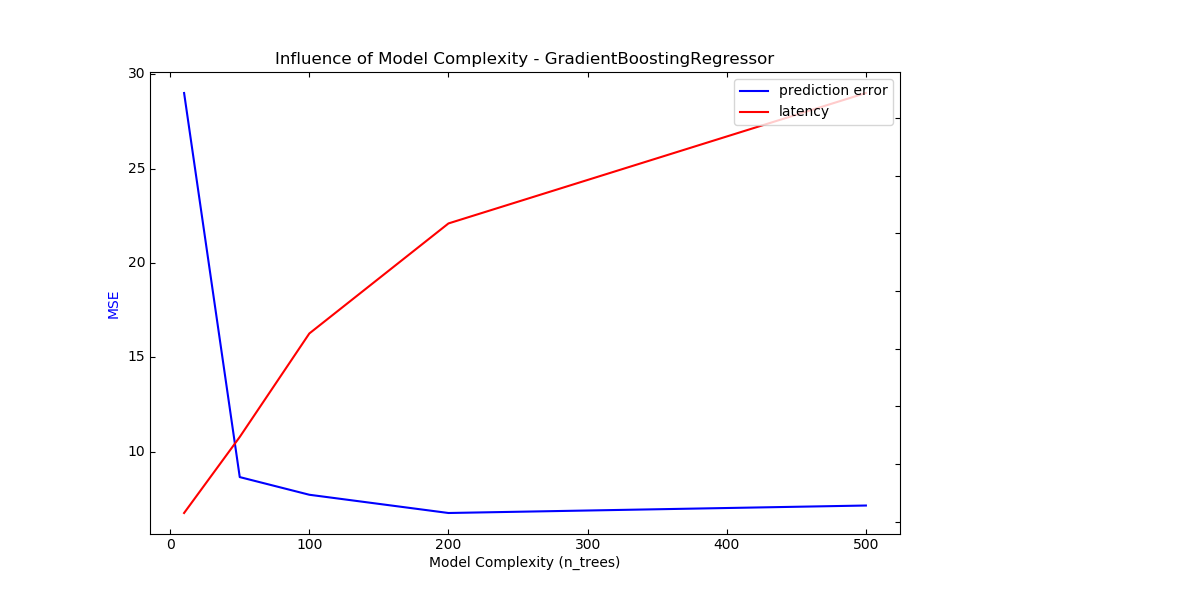 Influence of Model Complexity - GradientBoostingRegressor
prediction error
latency
30
25
20
15
10
MSE
0 100 200 300 400 500
Model Complexity (n_trees)